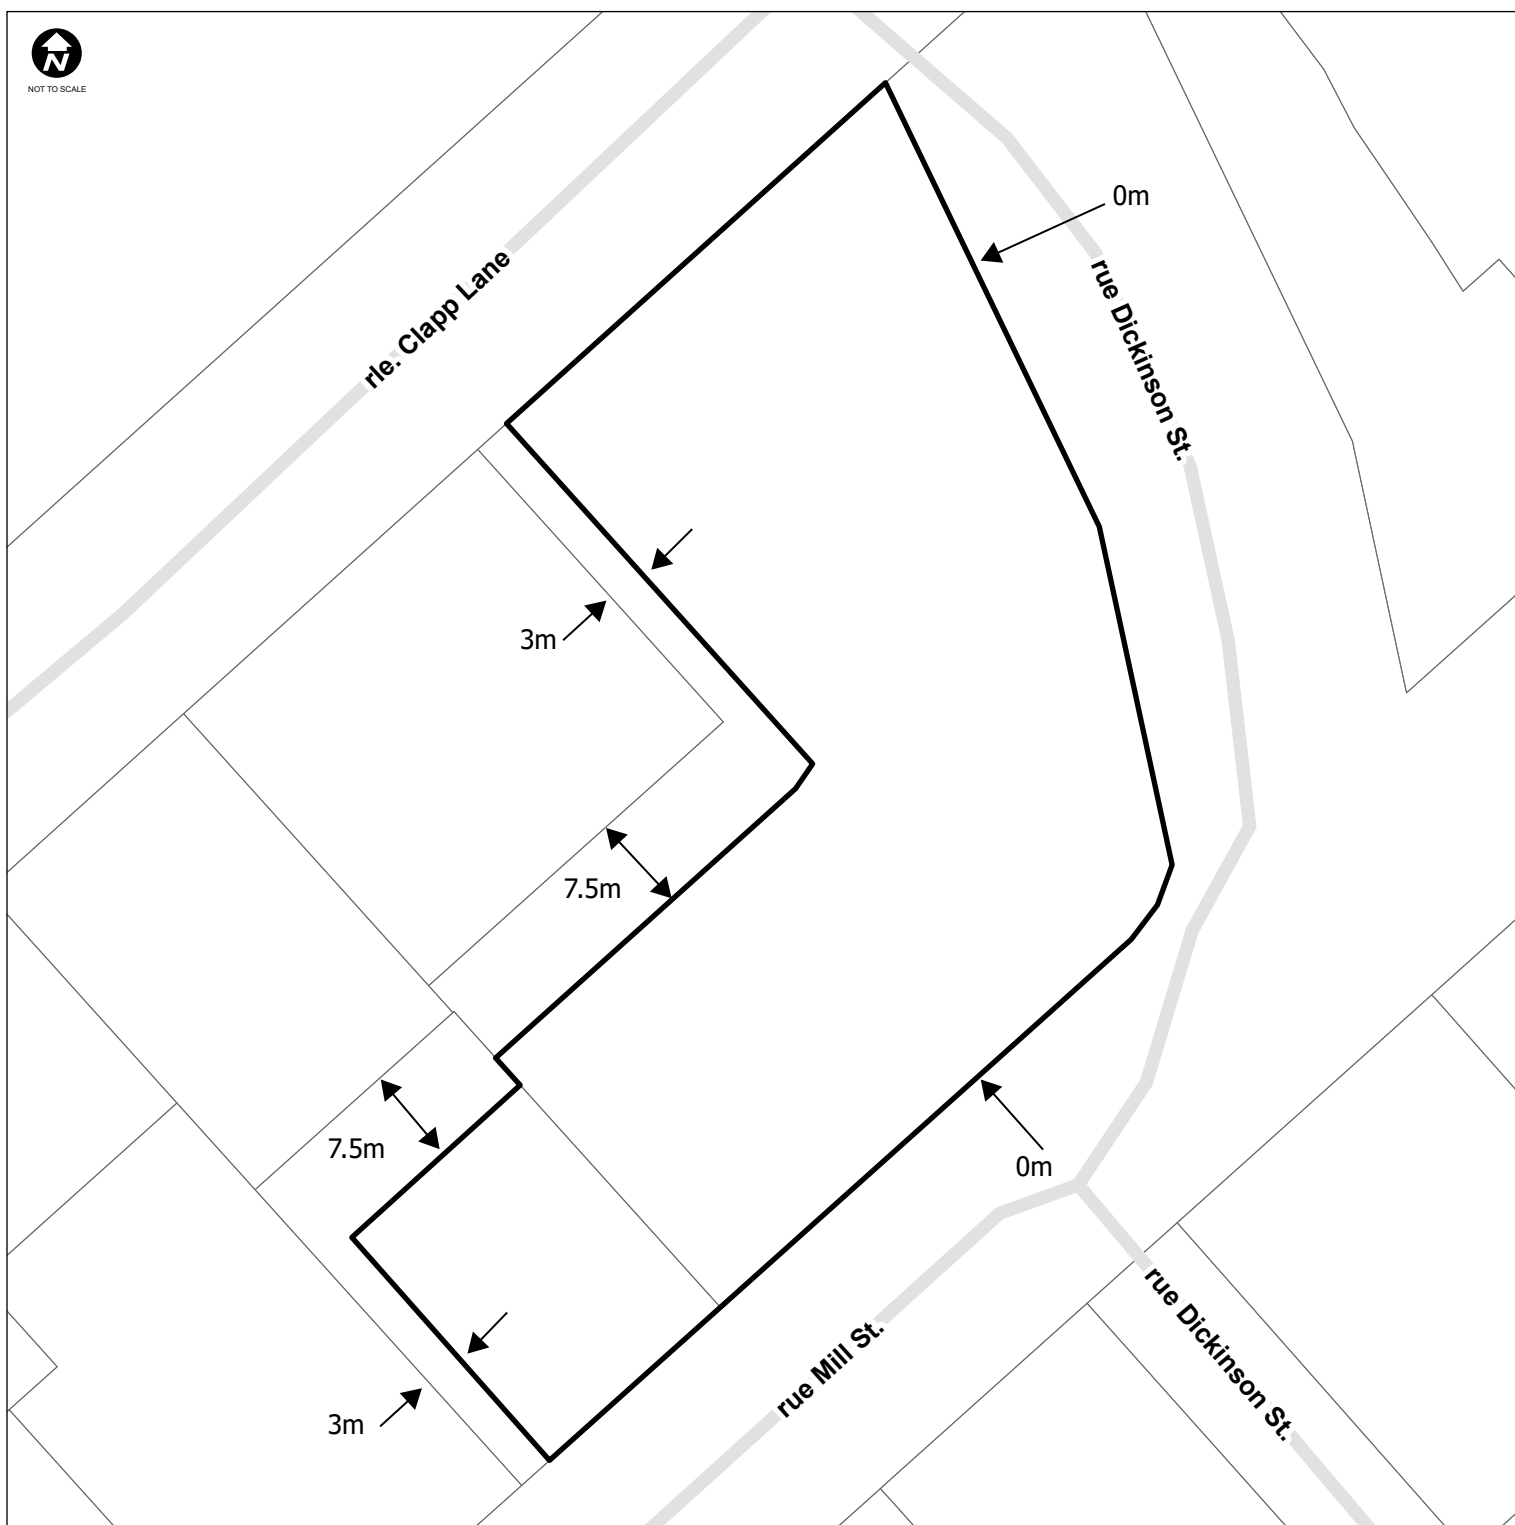 N
NOT TO SCALE
0m
rle. Clapp Lane
rue Dickinson St.
3m
7.5m
7.5m
0m
rue Mill St.
rue Dickinson St.
3m